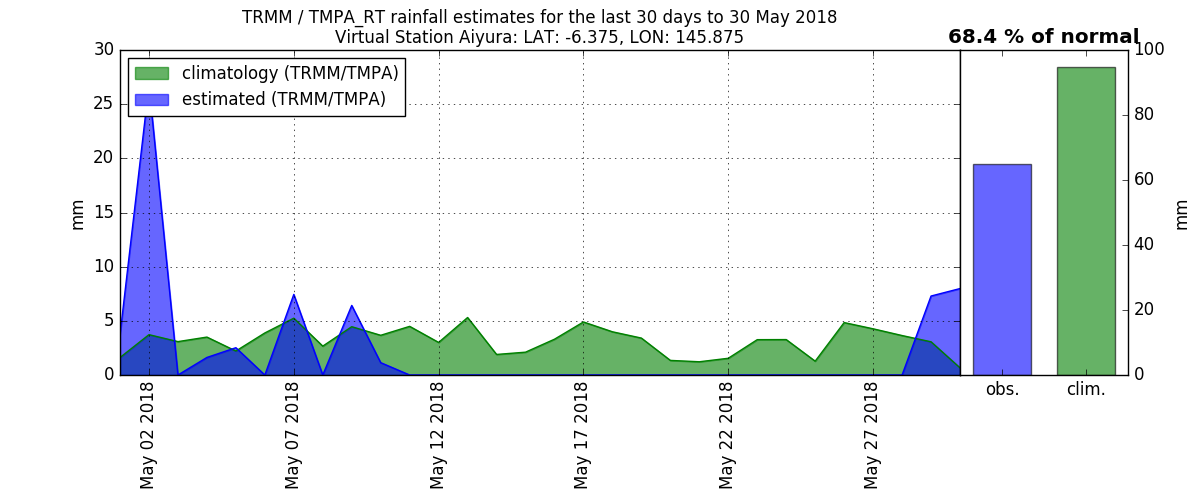 TRMM / TMPA_RT rainfall estimates for the last 30 days to 30 May 2018
Virtual Station Aiyura: LAT: -6.375, LON: 145.875
68.4 % of normal
climatology (TRMM/TMPA)
estimated (TRMM/TMPA)
30
25
20
15
10
5
0
mm
May 02 2018
May 07 2018
May 12 2018
May 17 2018
May 22 2018
May 27 2018
obs.
clim.
100
80
60
40
20
0
mm